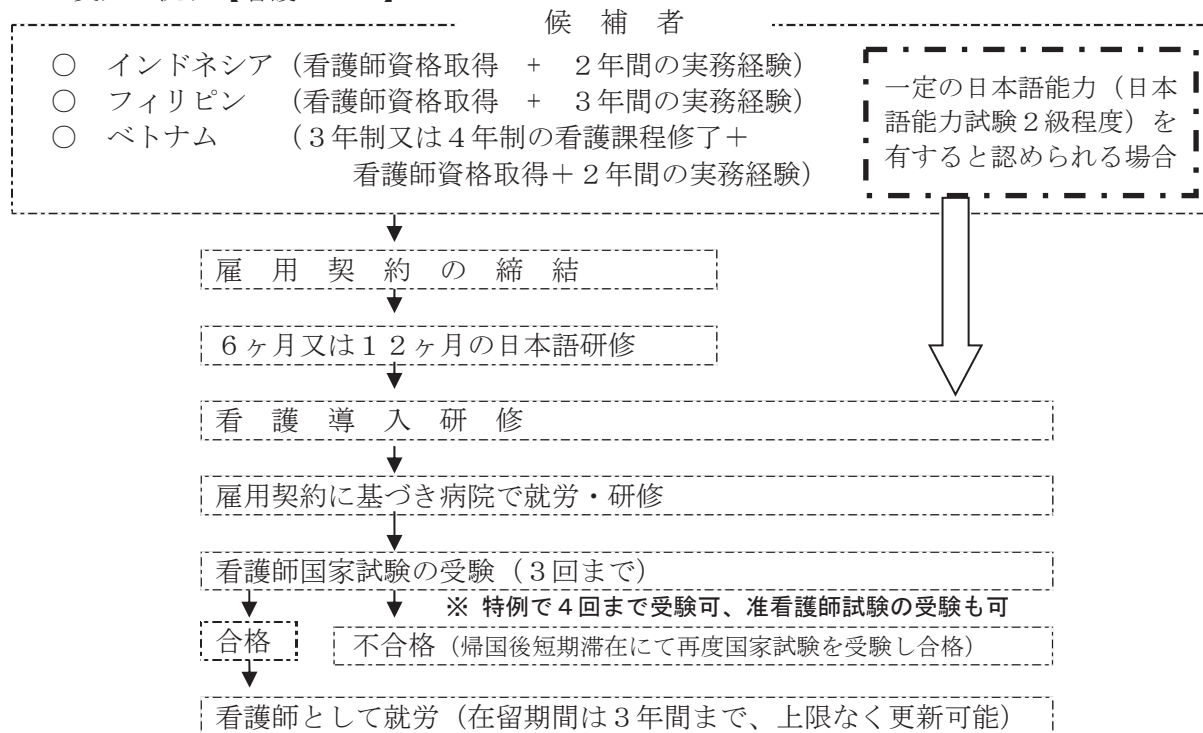 候 補 者
○ インドネシア（看護師資格取得 + ２年間の実務経験）
○ フィリピン （看護師資格取得 + ３年間の実務経験）
○ ベトナム （３年制又は４年制の看護課程修了＋
看護師資格取得＋２年間の実務経験）
一定の日本語能力（日本
語能力試験２級程度）を
有すると認められる場合
雇 用 契 約 の 締 結
６ヶ月又は１２ヶ月の日本語研修
看 護 導 入 研 修
雇用契約に基づき病院で就労・研修
看護師国家試験の受験（３回まで）
※ 特例で４回まで受験可、准看護師試験の受験も可
合格
不合格（帰国後短期滞在にて再度国家試験を受験し合格）
看護師として就労（在留期間は３年間まで、上限なく更新可能）